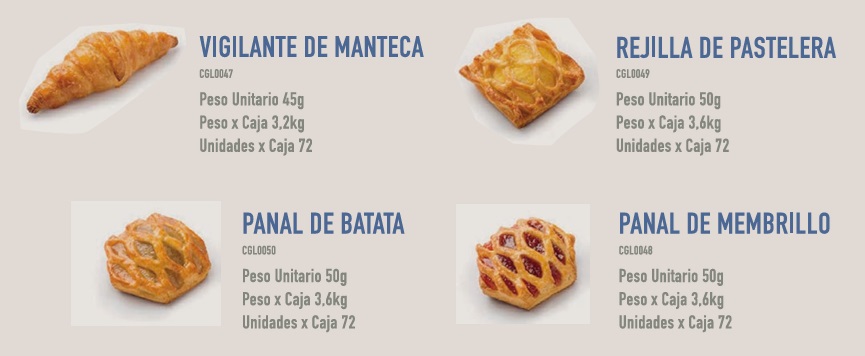 VIGILANTE DE MANTECA
CGL0047
Peso Unitario 45g
Peso x Caja 3,2kg
Unidades x Caja 72
REJILLA DE PASTELERA
CGL0049
Peso Unitario 50g
Peso x Caja 3,6kg
Unidades x Caja 72
PANAL DE BATATA
CGL0050
Peso Unitario 50g
Peso x Caja 3,6kg
Unidades x Caja 72
PANAL DE MEMBRILLO
CGL0048
Peso Unitario 50g
Peso x Caja 3,6kg
Unidades x Caja 72